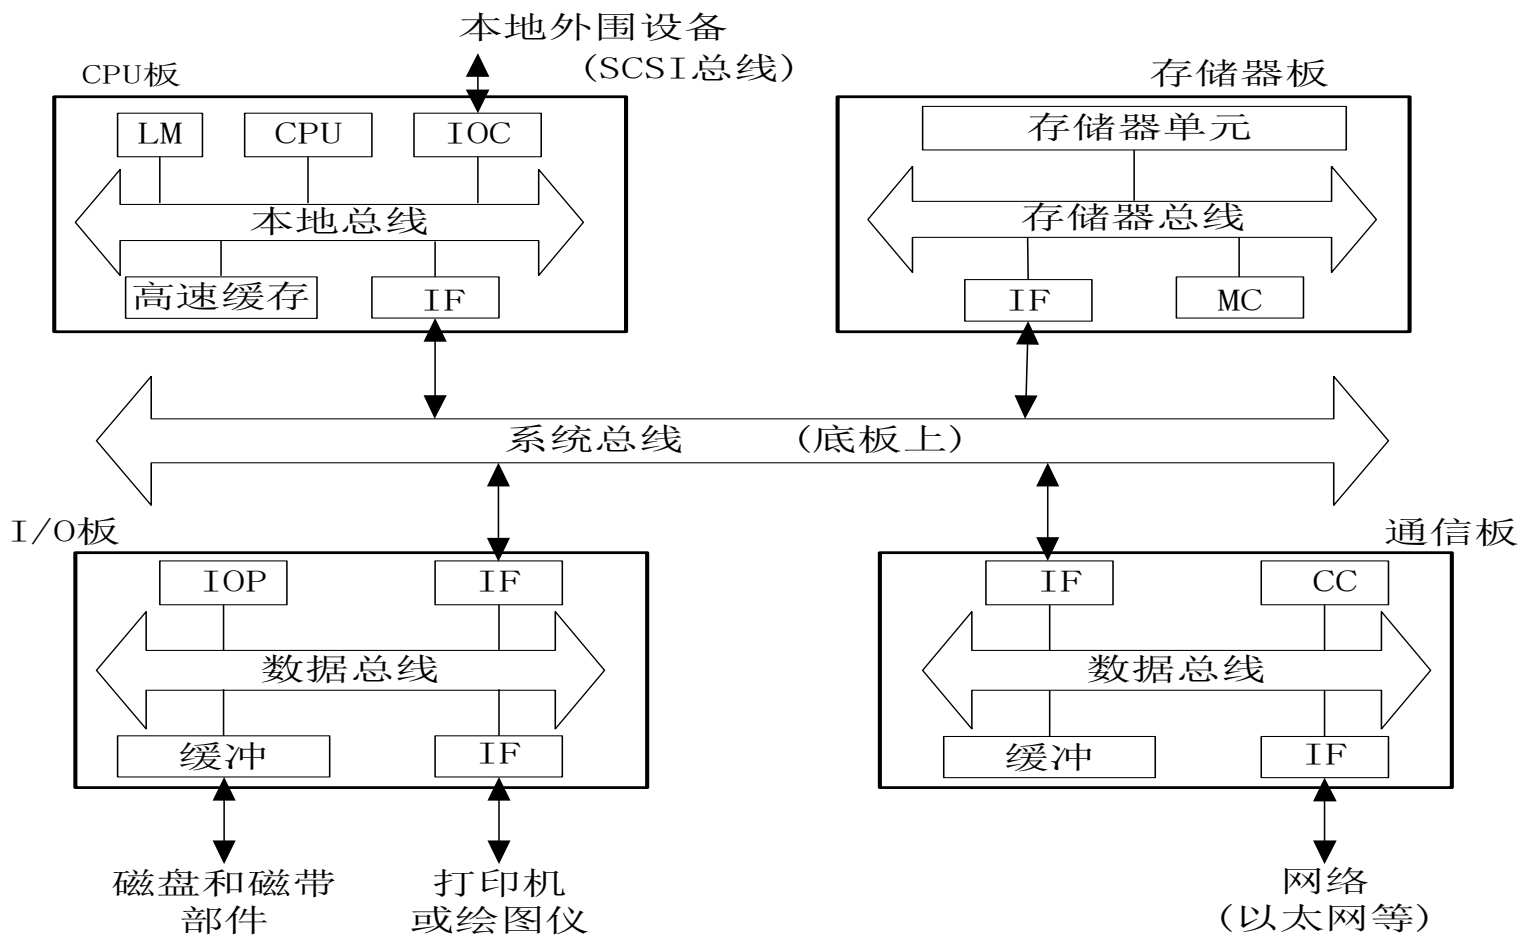 本地外围设备
(SCSI总线)
CPU板
LM
CPU
IOC
本地总线
高速缓存
IF
存储器板
存储器单元
存储器总线
IF
MC
系统总线 (底板上)
I/O板
IOP
IF
数据总线
缓冲
IF
磁盘和磁带
部件
打印机
或绘图仪
通信板
IF
CC
数据总线
缓冲
IF
网络
(以太网等)